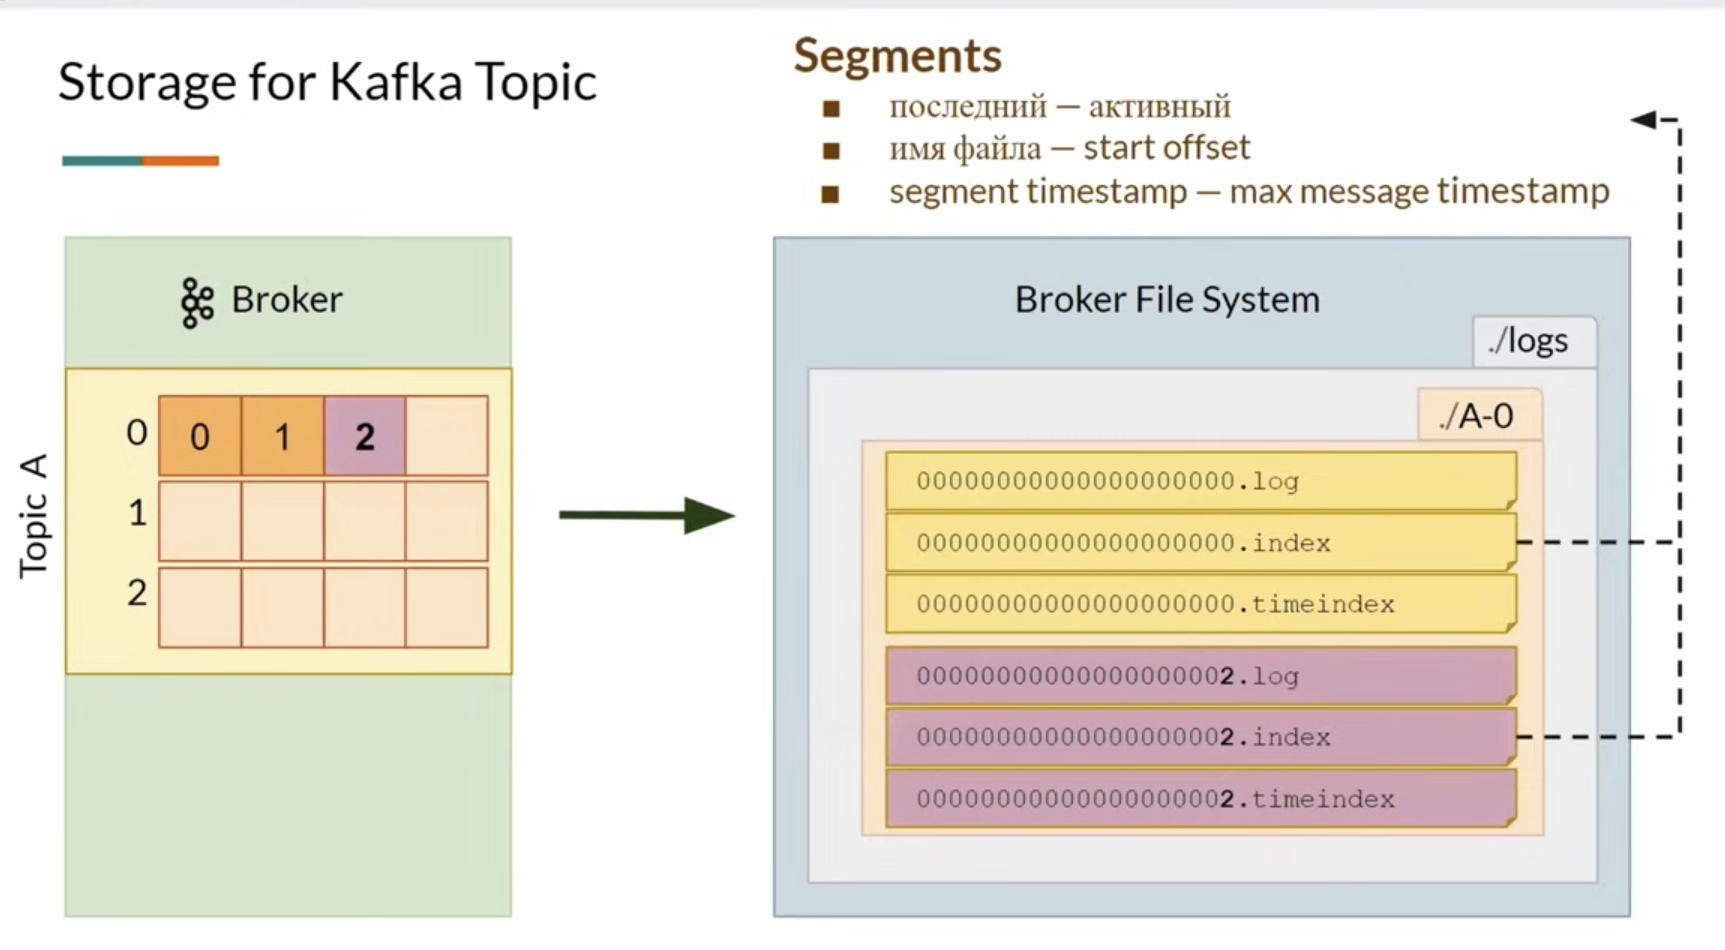 Storage for Kafka Topic
Segments
последний — активный
имя файла — start offset
segment timestamp — max message timestamp
Broker
Topic A
0
0 1 2
1
2
Broker File System
./logs
./A-0
00000000000000000000.log
00000000000000000000.index
00000000000000000000.timeindex
00000000000000000002.log
00000000000000000002.index
00000000000000000002.timeindex